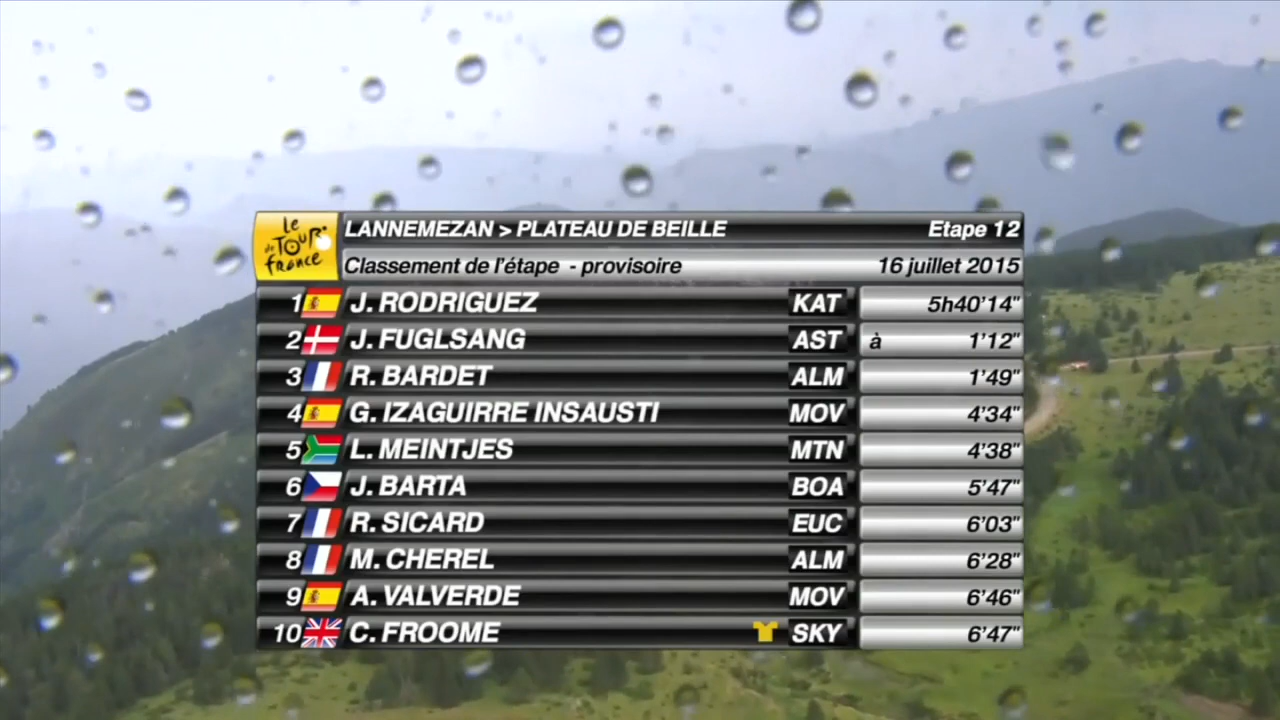 le
de TOUR
france
LANNEMEZAN > PLATEAU DE BEILLE Etape 12
Classement de l'étape - provisoire 16 juillet 2015
1 J. RODRIGUEZ KAT 5h40'14"
2 J. FUGLSANG AST à 1'12"
3 R. BARDET ALM 1'49"
4 G. IZAGUIRRE INSAUSTI MOV 4'34"
5 L. MEINTJES MTN 4'38"
6 J. BARTA BOA 5'47"
7 R. SICARD EUC 6'03"
8 M. CHEREL ALM 6'28"
9 A. VALVERDE MOV 6'46"
10 C. FROOME SKY 6'47"